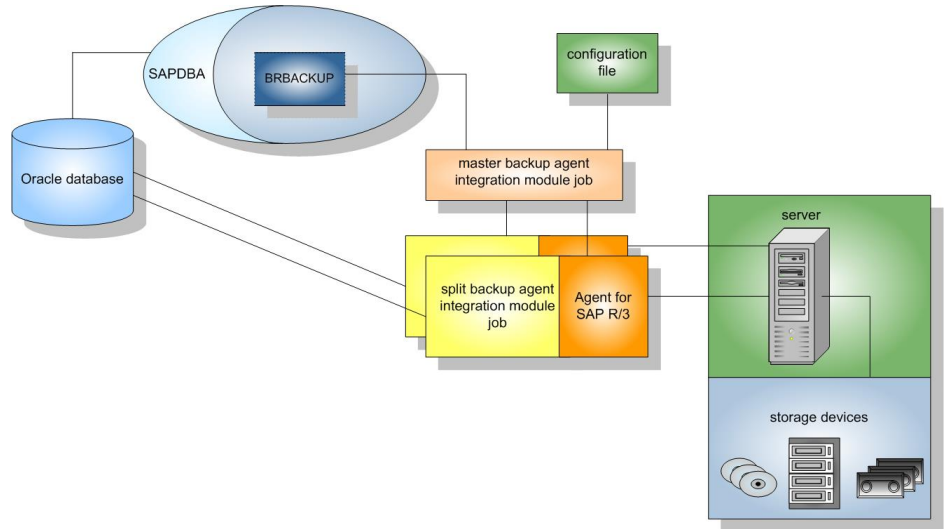 SAPDBA
BRBACKUP
configuration
file
Oracle database
master backup agent
integration module job
server
split backup agent
integration module
job
Agent for
SAP R/3
storage devices